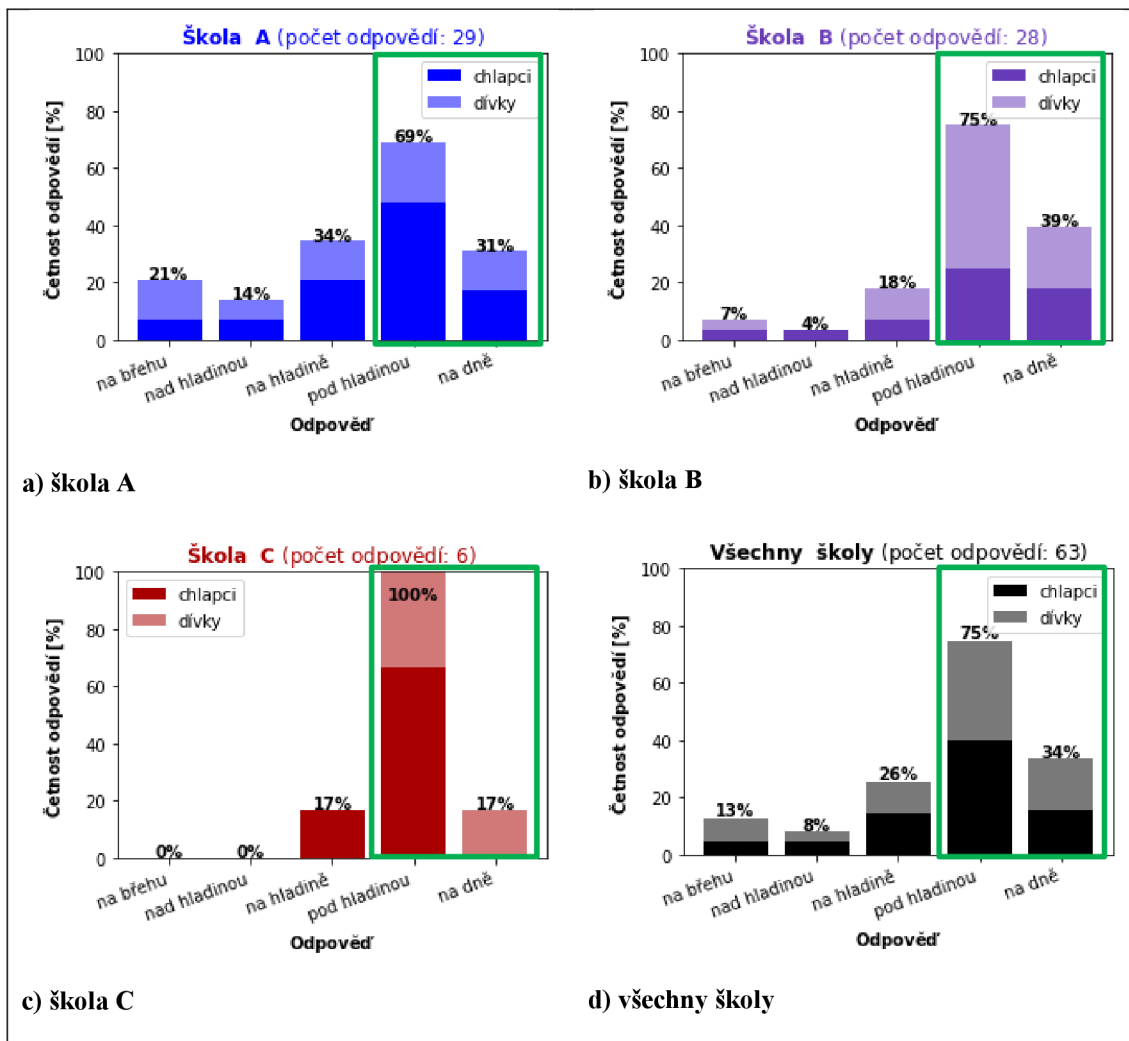 Škola A (počet odpovědí: 29)
Četnost odpovědí [%]
100
80
60
40
20
0
chlapci
dívky
21%
14%
34%
69%
31%
na břehu
nad hladinou
na hladině
pod hladinou
na dně
Odpověď
a) škola A
Škola B (počet odpovědí: 28)
Četnost odpovědí [%]
100
80
60
40
20
0
chlapci
dívky
7%
4%
18%
75%
39%
na břehu
nad hladinou
na hladině
pod hladinou
na dně
Odpověď
b) škola B
Škola C (počet odpovědí: 6)
Četnost odpovědí [%]
100
80
60
40
20
0
chlapci
dívky
0%
0%
17%
100%
17%
na břehu
nad hladinou
na hladině
pod hladinou
na dně
Odpověď
c) škola C
Všechny školy (počet odpovědí: 63)
Četnost odpovědí [%]
100
80
60
40
20
0
chlapci
dívky
13%
8%
26%
75%
34%
na břehu
nad hladinou
na hladině
pod hladinou
na dně
Odpověď
d) všechny školy